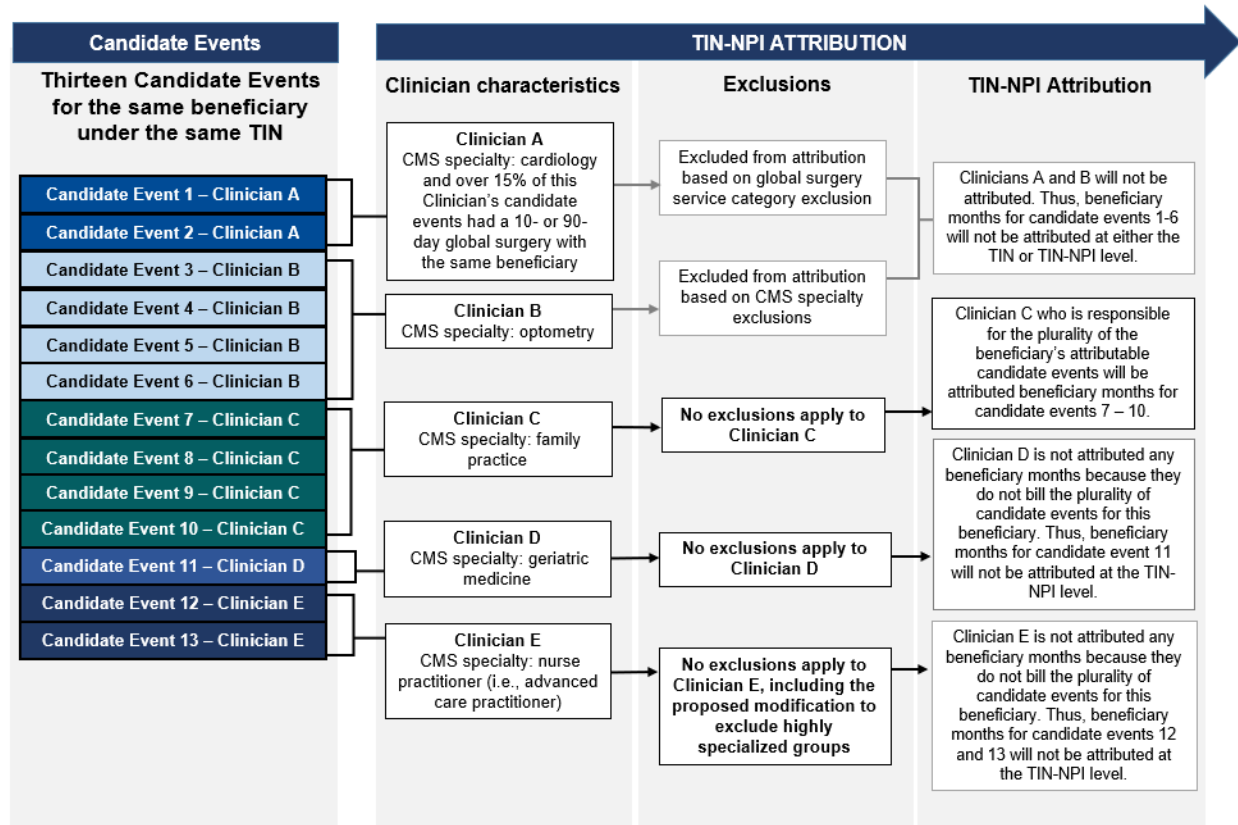 Candidate Events
TIN-NPI ATTRIBUTION
Thirteen Candidate Events
for the same beneficiary
under the same TIN
Candidate Event 1 – Clinician A
Candidate Event 2 – Clinician A
Candidate Event 3 – Clinician B
Candidate Event 4 – Clinician B
Candidate Event 5 – Clinician B
Candidate Event 6 – Clinician B
Candidate Event 7 – Clinician C
Candidate Event 8 – Clinician C
Candidate Event 9 – Clinician C
Candidate Event 10 – Clinician C
Candidate Event 11 – Clinician D
Candidate Event 12 – Clinician E
Candidate Event 13 – Clinician E
Clinician characteristics
Clinician A
CMS specialty: cardiology
and over 15% of this
Clinician's candidate
events had a 10- or 90-
day global surgery with
the same beneficiary
Clinician B
CMS specialty: optometry
Clinician C
CMS specialty: family
practice
Clinician D
CMS specialty: geriatric
medicine
Clinician E
CMS specialty: nurse
practitioner (i.e., advanced
care practitioner)
Exclusions
Excluded from attribution
based on global surgery
service category exclusion
Excluded from attribution
based on CMS specialty
exclusions
No exclusions apply to
Clinician C
No exclusions apply to
Clinician D
No exclusions apply to
Clinician E, including the
proposed modification to
exclude highly
specialized groups
TIN-NPI Attribution
Clinicians A and B will not be
attributed. Thus, beneficiary
months for candidate events 1-6
will not be attributed at either the
TIN or TIN-NPI level.
Clinician C who is responsible
for the plurality of the
beneficiary's attributable
candidate events will be
attributed beneficiary months for
candidate events 7 – 10.
Clinician D is not attributed any
beneficiary months because they
do not bill the plurality of
candidate events for this
beneficiary. Thus, beneficiary
months for candidate event 11
will not be attributed at the TIN-
NPI level.
Clinician E is not attributed any
beneficiary months because they
do not bill the plurality of
candidate events for this
beneficiary. Thus, beneficiary
months for candidate events 12
and 13 will not be attributed at
the TIN-NPI level.